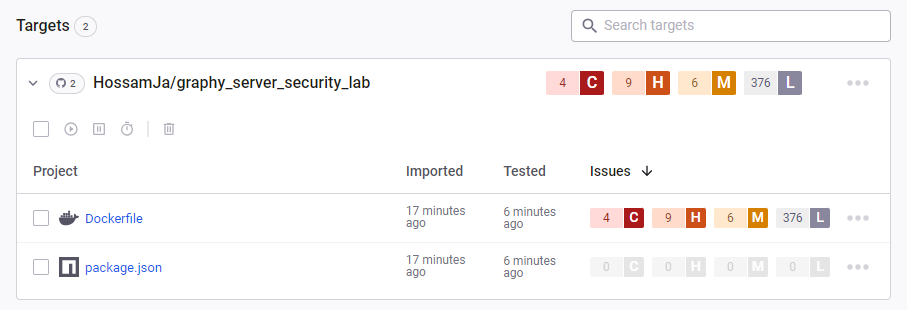 Targets 2
Search targets
2 HossamJa/graphy_server_security_lab 4 C 9 H 6 M 376 L
Project Imported Tested Issues
Dockerfile 17 minutes ago 6 minutes ago 4 C 9 H 6 M 376 L
package.json 17 minutes ago 6 minutes ago 0 C 0 H 0 M 0 L